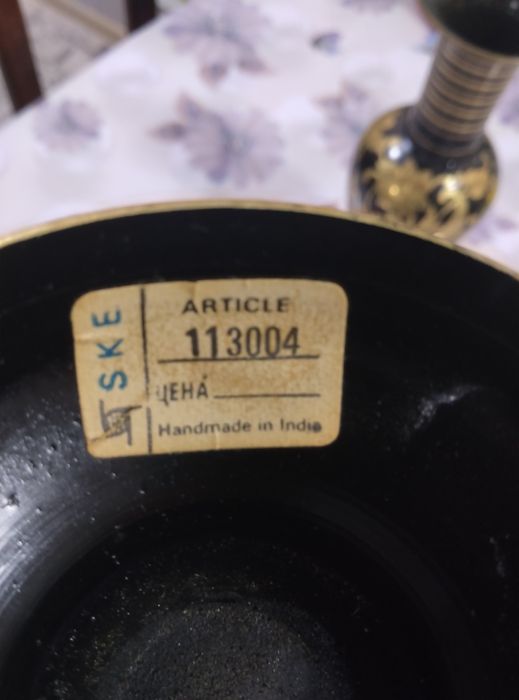 SKE
ARTICLE
113004
ЦЕНА
Handmade in India